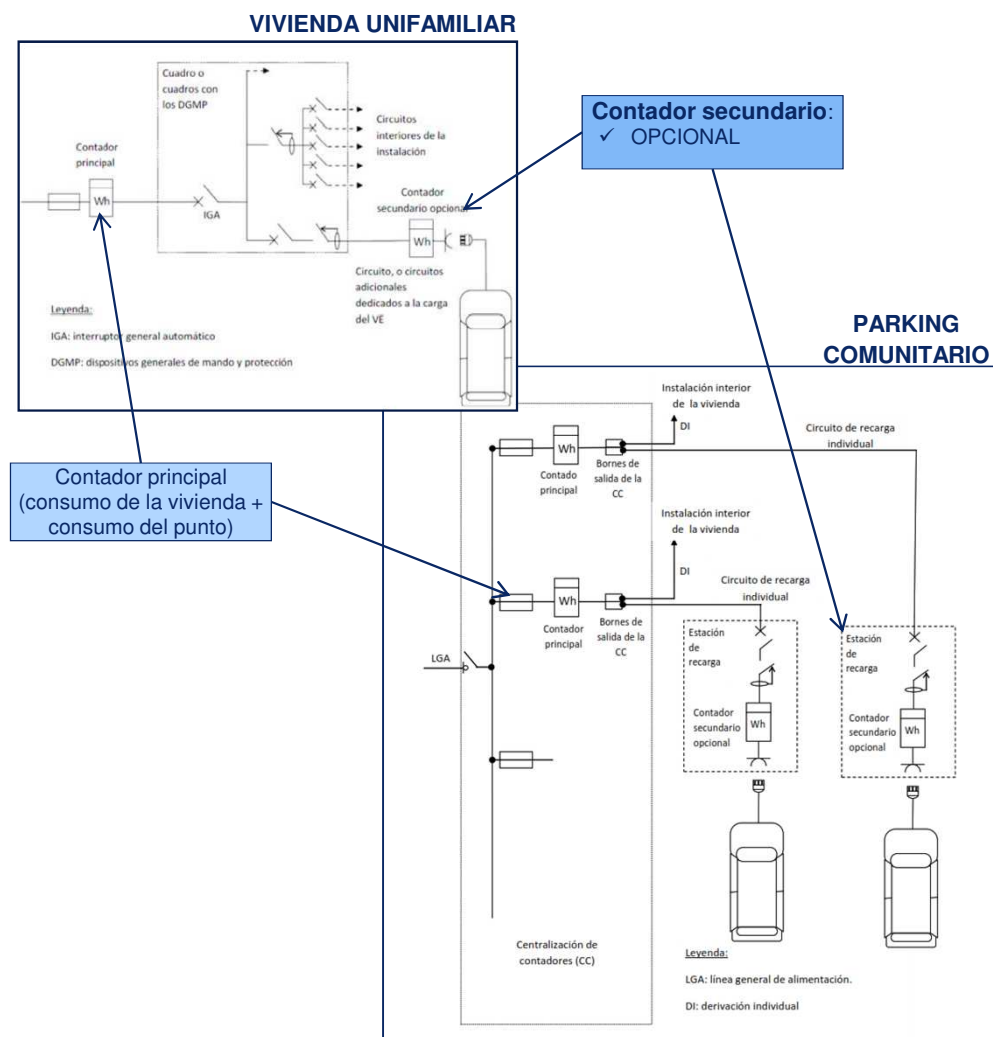 VIVIENDA UNIFAMILIAR
Cuadro o
cuadros con
los DGMP
Circuitos
interiores de la
instalación
Contador
principal
Wh
IGA
Contador
secundario opcional
Wh
Circuito, o circuitos
adicionales
dedicados a la carga
del VE
Leyenda:
IGA: interruptor general automático
DGMP: dispositivos generales de mando y protección
Contador secundario:
✓ OPCIONAL
PARKING
COMUNITARIO
Contador principal
(consumo de la vivienda +
consumo del punto)
Instalación interior
de la vivienda
DI
Circuito de recarga
individual
Wh
Contado
principal
Bornes de
salida de la
CC
Instalación interior
de la vivienda
DI
Circuito de recarga
individual
Wh
Contador
principal
Bornes de
salida de la
CC
LGA
Estación
de
recarga
Contador
secundario
opcional
Wh
Estación
de
recarga
Contador
secundario
opcional
Wh
Centralización de
contadores (CC)
Leyenda:
LGA: línea general de alimentación.
DI: derivación individual